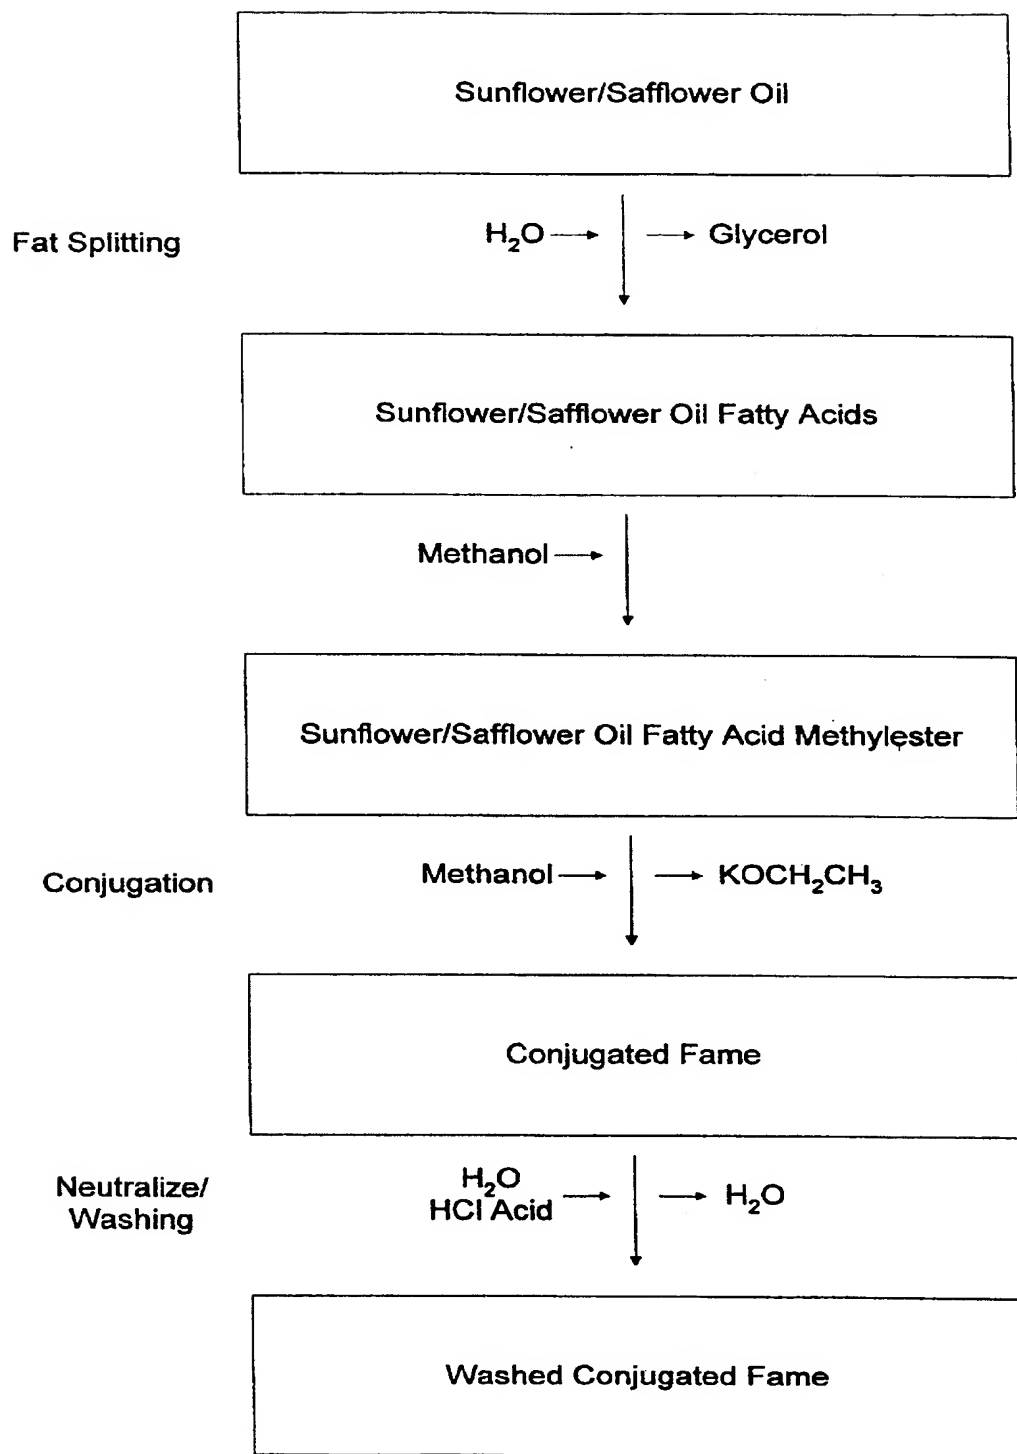 Sunflower/Safflower Oil
Fat Splitting
H₂O
Glycerol
Sunflower/Safflower Oil Fatty Acids
Methanol
Sunflower/Safflower Oil Fatty Acid Methylester
Conjugation
Methanol
KOCH₂CH₃
Conjugated Fame
Neutralize/
Washing
H₂O
HCl Acid
H₂O
Washed Conjugated Fame